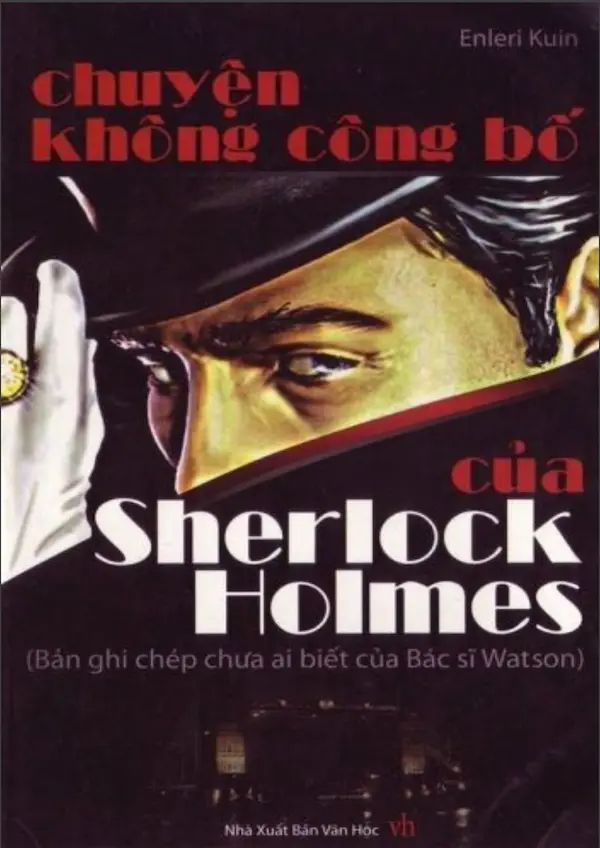 Enleri Kuin
chuyện
không công bố
của
Sherlock
Holmes
(Bản ghi chép chưa ai biết của Bác sĩ Watson)
Nhà Xuất Bản Văn Học vh